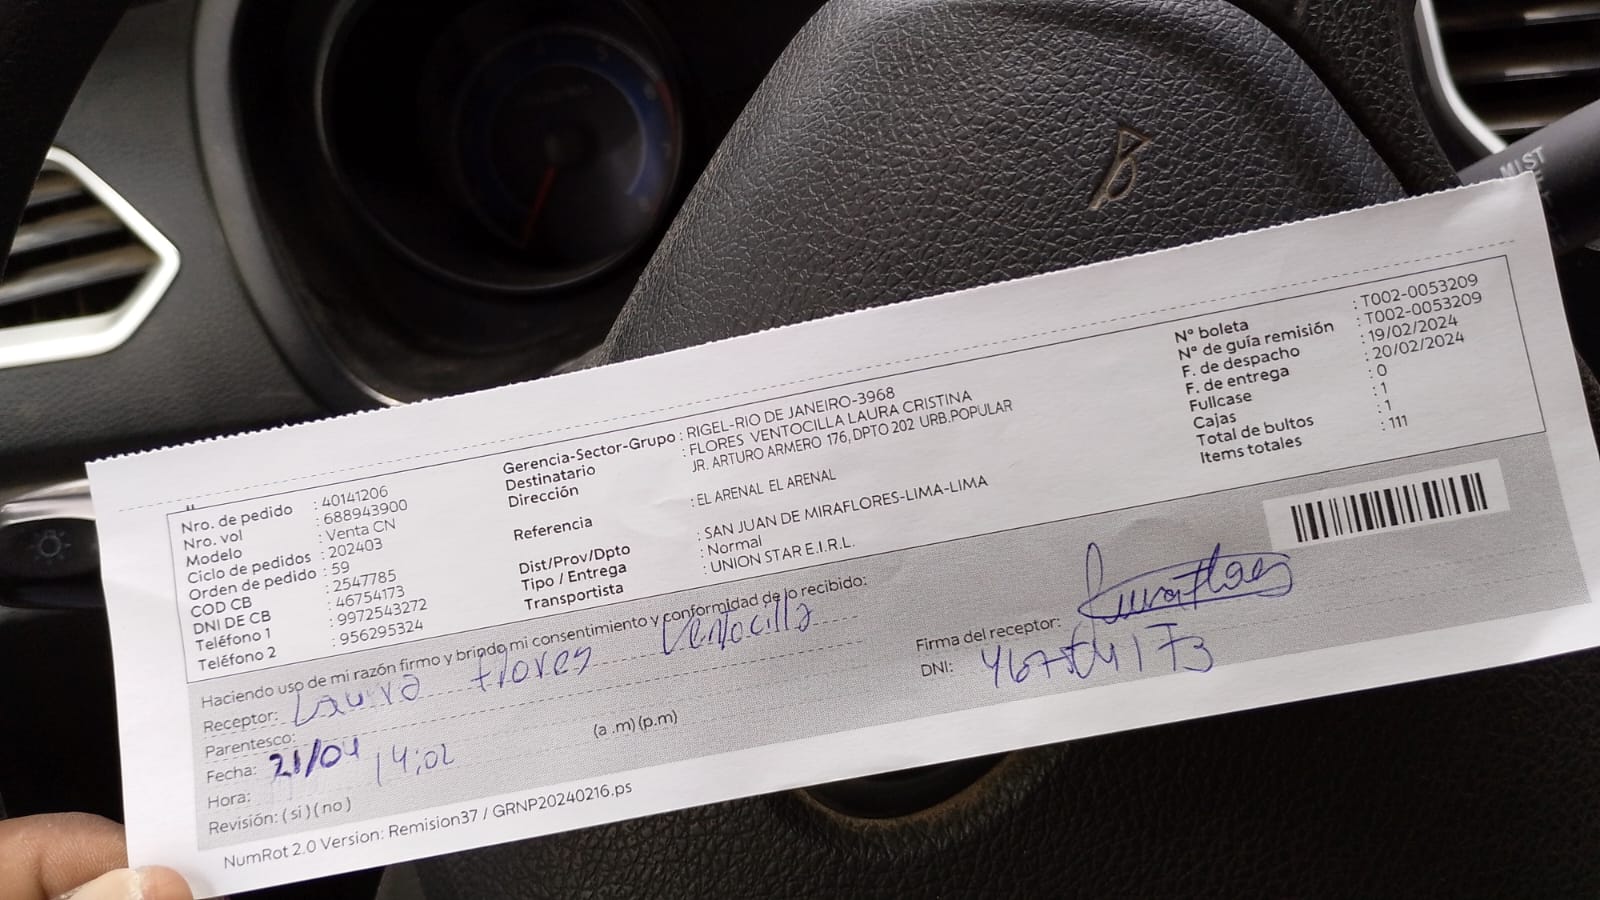 MIST
Nro. de pedido : 40141206
Nro. vol : 688943900
Modelo : Venta CN
Ciclo de pedidos : 202403
Orden de pedido : 59
COD CB : 2547785
DNI DE CB : 46754173
Teléfono 1 : 9972543272
Teléfono 2 : 956295324
Gerencia-Sector-Grupo : RIGEL-RIO DE JANEIRO-3968
Destinatario : FLORES VENTOCILLA LAURA CRISTINA
Dirección JR. ARTURO ARMERO 176, DPTO 202 URB.POPULAR
Referencia : EL ARENAL EL ARENAL
Dist/Prov/Dpto : SAN JUAN DE MIRAFLORES-LIMA-LIMA
Tipo / Entrega : Normal
Transportista : UNION STAR E.I.R.L.
N° boleta : T002-0053209
N° de guía remisión : T002-0053209
F. de despacho : 19/02/2024
F. de entrega : 20/02/2024
Fullcase : 0
Cajas : 1
Total de bultos : 1
Items totales : 111
Haciendo uso de mi razón firmo y brindo mi consentimiento y conformidad de lo recibido:
Receptor: Laura Flores Ventocilla
Parentesco:
Fecha: 21/
Hora: 14:02 (a .m) (p.m)
Revisión: ( si ) ( no )
Firma del receptor:
DNI: 46754173
NumRot 2.0 Version: Remision37 / GRNP20240216.ps